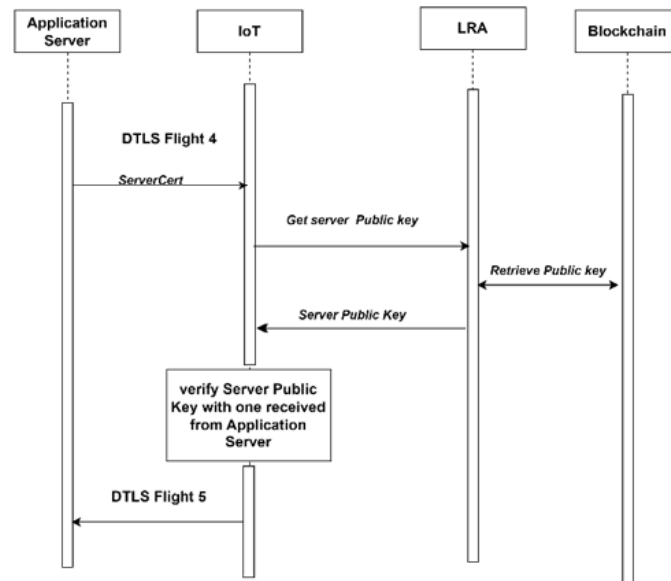 Application
Server
IoT
LRA
Blockchain
DTLS Flight 4
ServerCert
Get server Public key
Retrieve Public key
Server Public Key
verify Server Public
Key with one received
from Application
Server
DTLS Flight 5